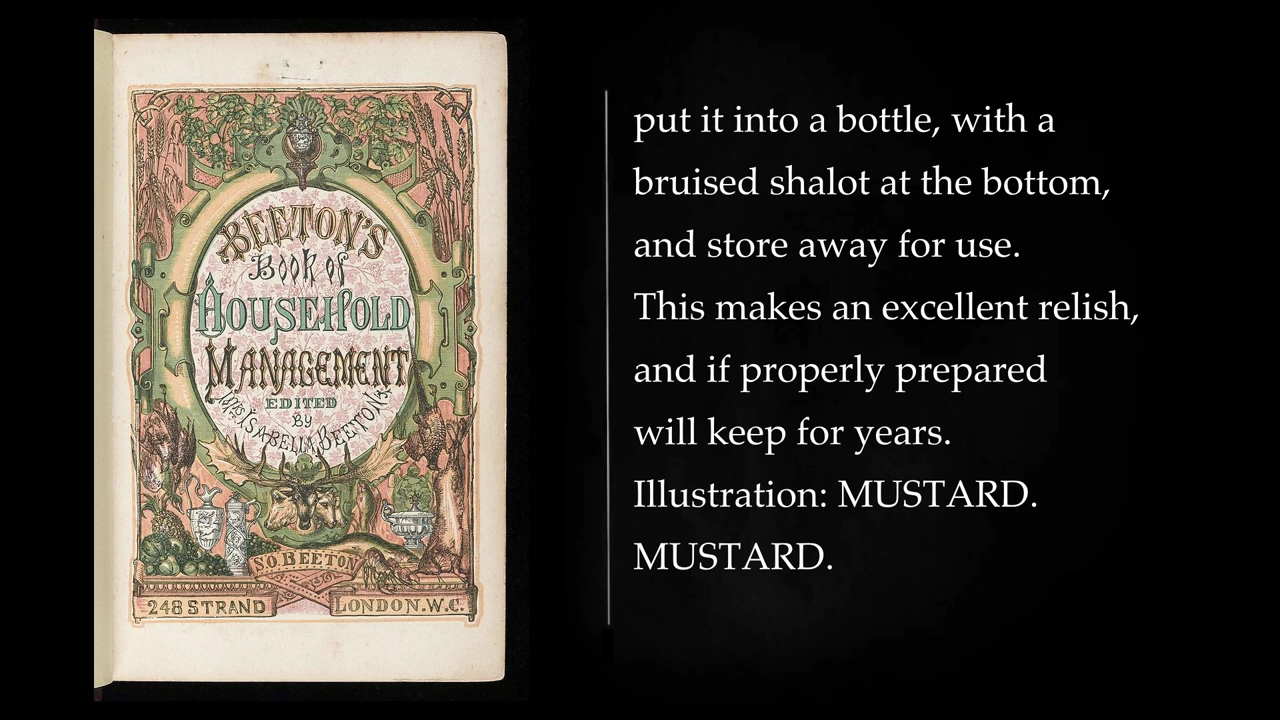 BEETON'S
Book of
HOUSEHOLD
MANAGEMENT
EDITED
BY
MRS ISABELLA BEETON
S.O. BEETON
248 STRAND
LONDON. W.C.
put it into a bottle, with a
bruised shalot at the bottom,
and store away for use.
This makes an excellent relish,
and if properly prepared
will keep for years.
Illustration: MUSTARD.
MUSTARD.